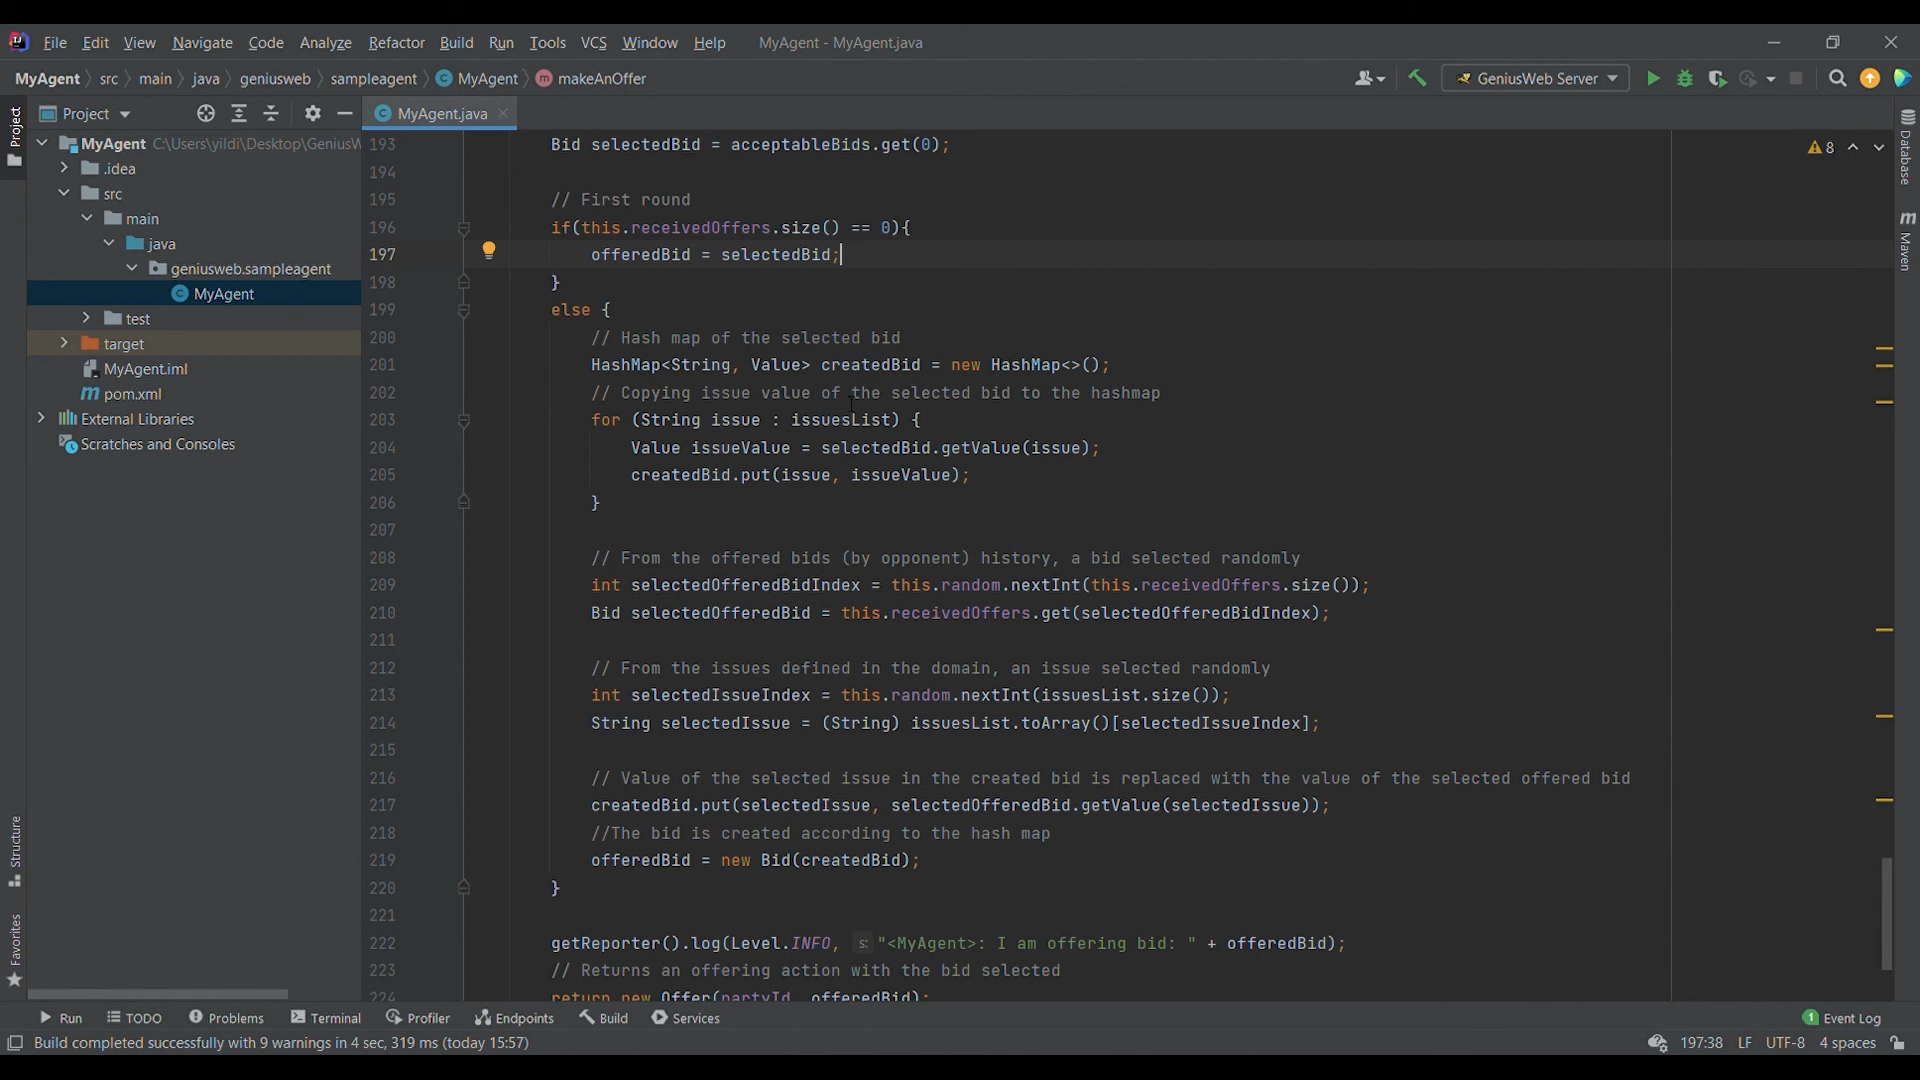 File Edit View Navigate Code Analyze Refactor Build Run Tools VCS Window Help MyAgent - MyAgent.java
MyAgent src main java geniusweb sampleagent MyAgent makeAnOffer GeniusWeb Server
Project
Project
MyAgent C:\Users\yildi\Desktop\GeniusW
.idea
src
main
java
geniusweb.sampleagent
MyAgent
test
target
MyAgent.iml
pom.xml
External Libraries
Scratches and Consoles
Structure
Favorites
MyAgent.java
8
193 Bid selectedBid = acceptableBids.get(0);
194
195 // First round
196 if(this.receivedOffers.size() == 0){
197 offeredBid = selectedBid;
198 }
199 else {
200 // Hash map of the selected bid
201 HashMap<String, Value> createdBid = new HashMap<>();
202 // Copying issue value of the selected bid to the hashmap
203 for (String issue : issuesList) {
204 Value issueValue = selectedBid.getValue(issue);
205 createdBid.put(issue, issueValue);
206 }
207
208 // From the offered bids (by opponent) history, a bid selected randomly
209 int selectedOfferedBidIndex = this.random.nextInt(this.receivedOffers.size());
210 Bid selectedOfferedBid = this.receivedOffers.get(selectedOfferedBidIndex);
211
212 // From the issues defined in the domain, an issue selected randomly
213 int selectedIssueIndex = this.random.nextInt(issuesList.size());
214 String selectedIssue = (String) issuesList.toArray()[selectedIssueIndex];
215
216 // Value of the selected issue in the created bid is replaced with the value of the selected offered bid
217 createdBid.put(selectedIssue, selectedOfferedBid.getValue(selectedIssue));
218 //The bid is created according to the hash map
219 offeredBid = new Bid(createdBid);
220 }
221
222 getReporter().log(Level.INFO, s: "<MyAgent>: I am offering bid: " + offeredBid);
223 // Returns an offering action with the bid selected
224 return new Offer(partyId, offeredBid);
Database
Maven
Run TODO Problems Terminal Profiler Endpoints Build Services 1 Event Log
Build completed successfully with 9 warnings in 4 sec, 319 ms (today 15:57) 197:38 LF UTF-8 4 spaces